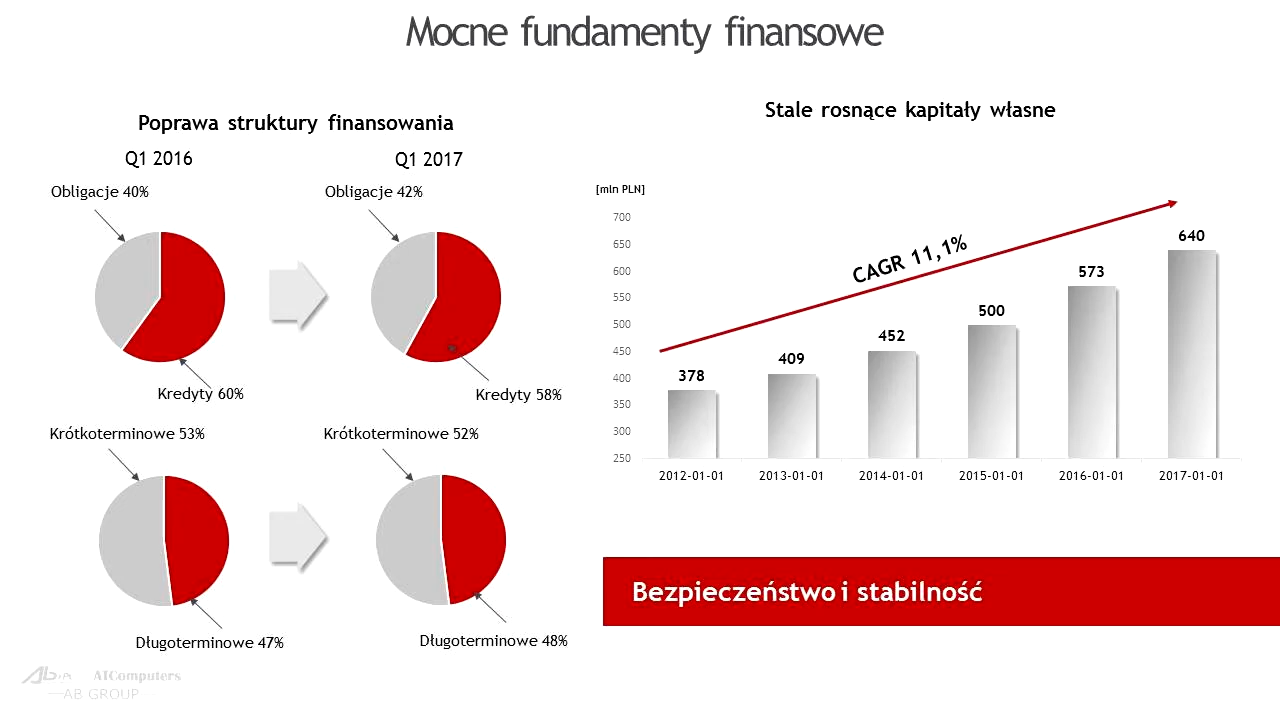 Mocne fundamenty finansowe
Poprawa struktury finansowania
Q1 2016
Q1 2017
Obligacje 40%
Obligacje 42%
Kredyty 60%
Kredyty 58%
Krótkoterminowe 53%
Krótkoterminowe 52%
Długoterminowe 47%
Długoterminowe 48%
Stale rosnące kapitały własne
[mln PLN]
700
650
600
550
500
450
400
350
300
250
CAGR 11,1%
378
409
452
500
573
640
2012-01-01
2013-01-01
2014-01-01
2015-01-01
2016-01-01
2017-01-01
Bezpieczeństwo i stabilność
ATComputers
AB GROUP